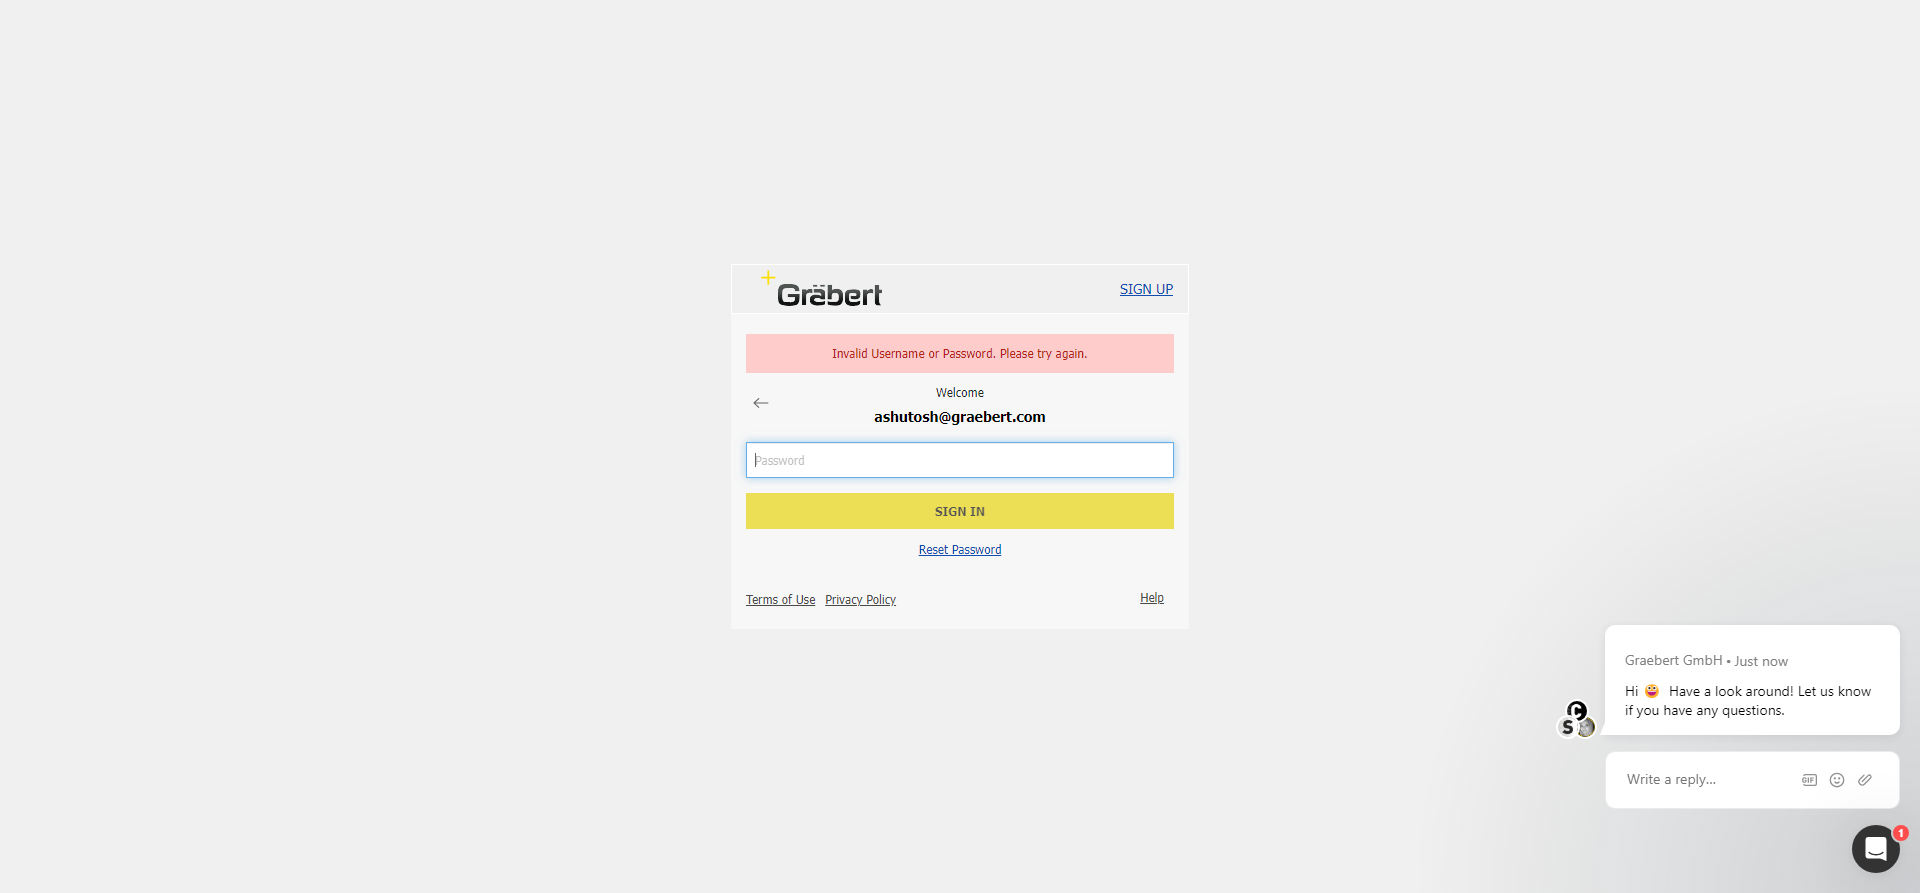 Gräbert
SIGN UP
Invalid Username or Password. Please try again.
Welcome
ashutosh@graebert.com
Password
SIGN IN
Reset Password
Terms of Use Privacy Policy
Help
Graebert GmbH • Just now
Hi 😀 Have a look around! Let us know
if you have any questions.
C
S
Write a reply...
GIF
1